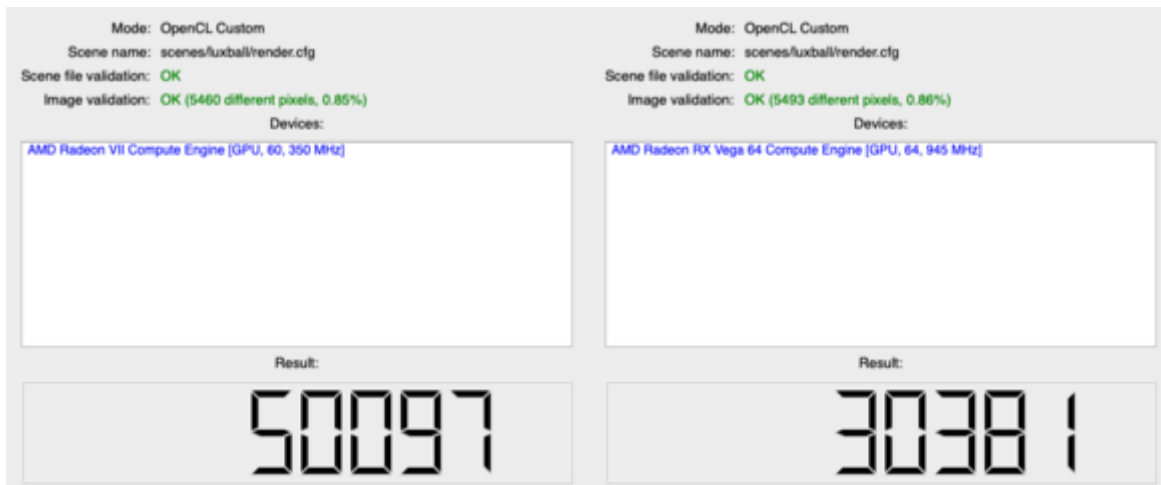 Mode: OpenCL Custom
Scene name: scenes/luxball/render.cfg
Scene file validation: OK
Image validation: OK (5460 different pixels, 0.85%)
Devices:
AMD Radeon VII Compute Engine [GPU, 60, 350 MHz]
Result:
50097
Mode: OpenCL Custom
Scene name: scenes/luxball/render.cfg
Scene file validation: OK
Image validation: OK (5493 different pixels, 0.86%)
Devices:
AMD Radeon RX Vega 64 Compute Engine [GPU, 64, 945 MHz]
Result:
30381